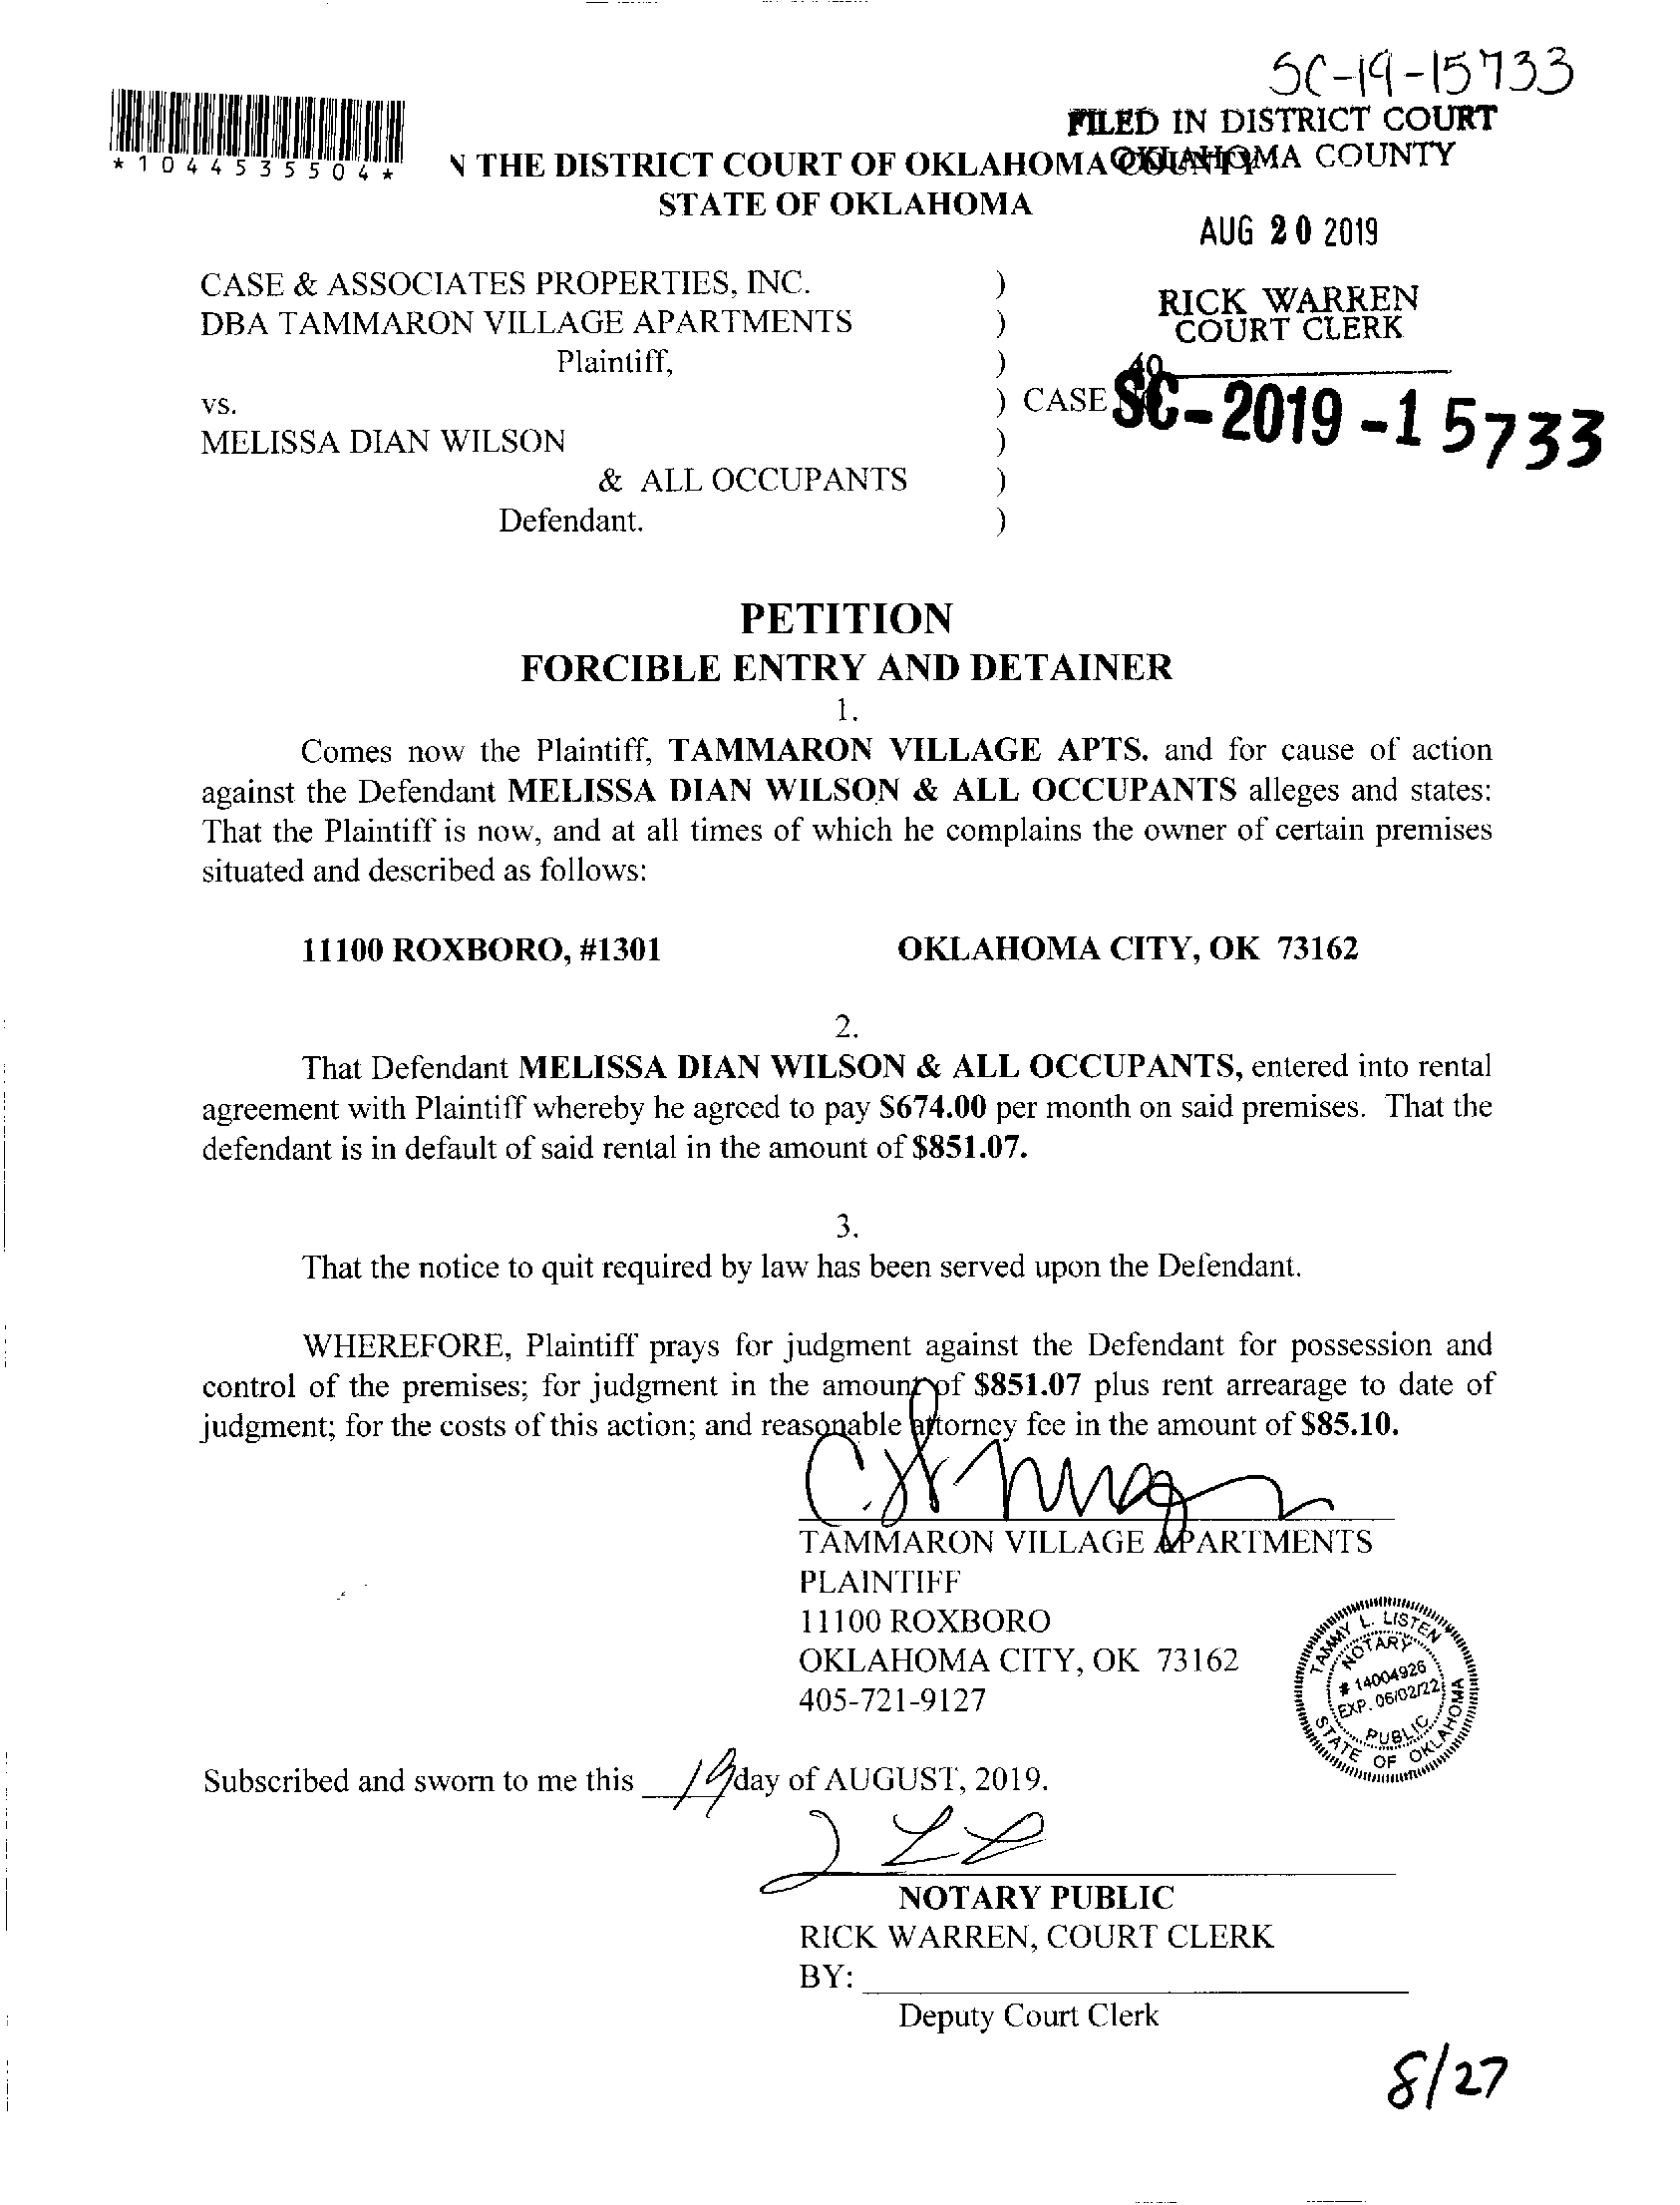 SC-19-15733
FILED IN DISTRICT COURT
OKLAHOMA COUNTY
*1044535504*
N THE DISTRICT COURT OF OKLAHOMA COUNTY
STATE OF OKLAHOMA
AUG 20 2019
CASE & ASSOCIATES PROPERTIES, INC. )
DBA TAMMARON VILLAGE APARTMENTS )
RICK WARREN
COURT CLERK
Plaintiff, )
40
vs. ) CASE SC-2019-15733
MELISSA DIAN WILSON )
& ALL OCCUPANTS )
Defendant. )
PETITION
FORCIBLE ENTRY AND DETAINER
1.
Comes now the Plaintiff, TAMMARON VILLAGE APTS. and for cause of action
against the Defendant MELISSA DIAN WILSON & ALL OCCUPANTS alleges and states:
That the Plaintiff is now, and at all times of which he complains the owner of certain premises
situated and described as follows:
11100 ROXBORO, #1301 OKLAHOMA CITY, OK 73162
2.
That Defendant MELISSA DIAN WILSON & ALL OCCUPANTS, entered into rental
agreement with Plaintiff whereby he agreed to pay $674.00 per month on said premises. That the
defendant is in default of said rental in the amount of $851.07.
3.
That the notice to quit required by law has been served upon the Defendant.
WHEREFORE, Plaintiff prays for judgment against the Defendant for possession and
control of the premises; for judgment in the amount of $851.07 plus rent arrearage to date of
judgment; for the costs of this action; and reasonable attorney fee in the amount of $85.10.
TAMMARON VILLAGE APARTMENTS
PLAINTIFF
11100 ROXBORO
OKLAHOMA CITY, OK 73162
405-721-9127
TAMMY L. LISTEN
NOTARY
# 14004926
EXP. 06/02/22
PUBLIC
STATE OF OKLAHOMA
Subscribed and sworn to me this 19 day of AUGUST, 2019.
NOTARY PUBLIC
RICK WARREN, COURT CLERK
BY:
Deputy Court Clerk
8/27